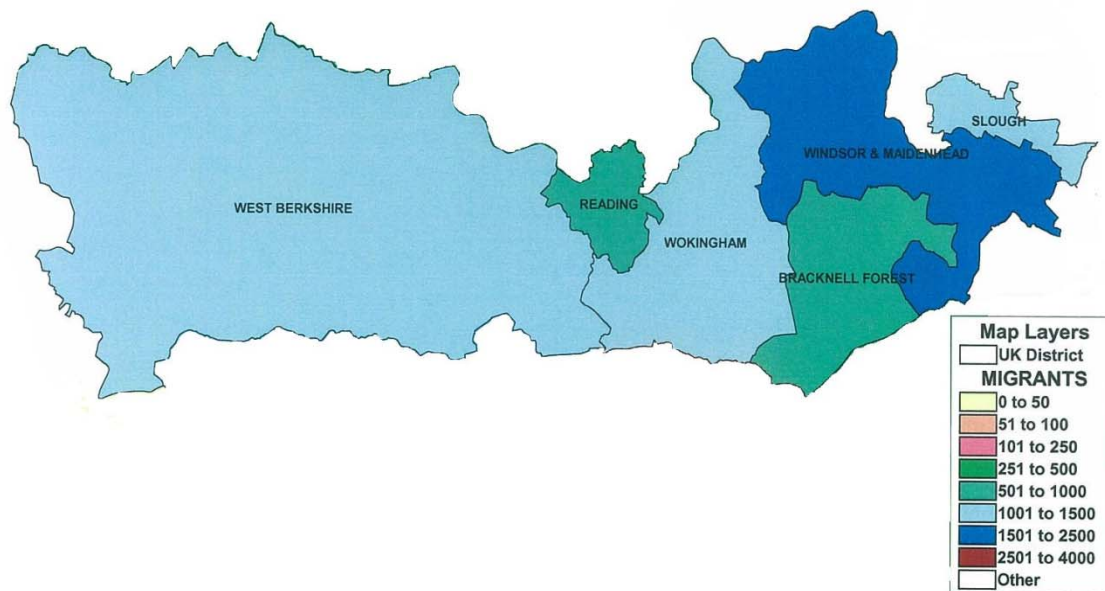 SLOUGH
WINDSOR & MAIDENHEAD
WEST BERKSHIRE
READING
WOKINGHAM
BRACKNELL FOREST
Map Layers
UK District
MIGRANTS
0 to 50
51 to 100
101 to 250
251 to 500
501 to 1000
1001 to 1500
1501 to 2500
2501 to 4000
Other